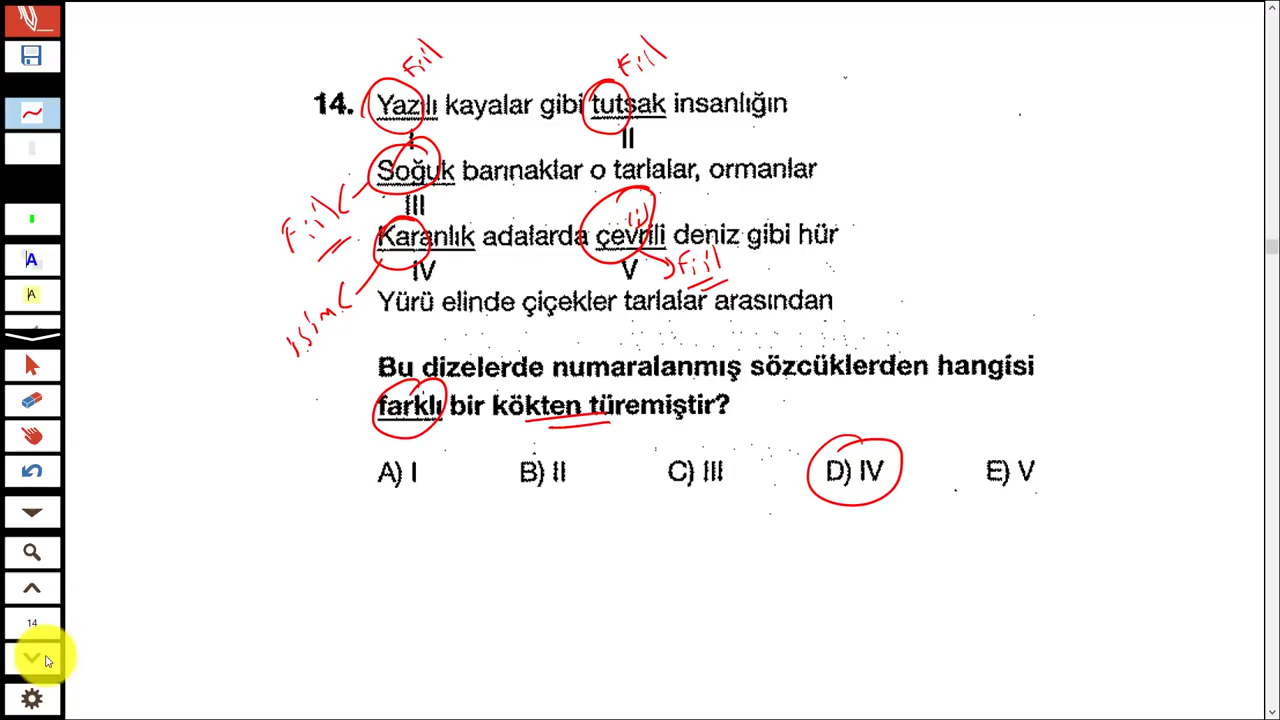 Fiil Fiil
14. Yazılı kayalar gibi tutsak insanlığın
I II
Soğuk barınaklar o tarlalar, ormanlar
III
Fiil
Karanlık adalarda çevrili deniz gibi hür
IV V
Fiil
Yürü elinde çiçekler tarlalar arasından
isim
Bu dizelerde numaralanmış sözcüklerden hangisi
farklı bir kökten türemiştir?
A) I B) II C) III D) IV E) V
A
A
14